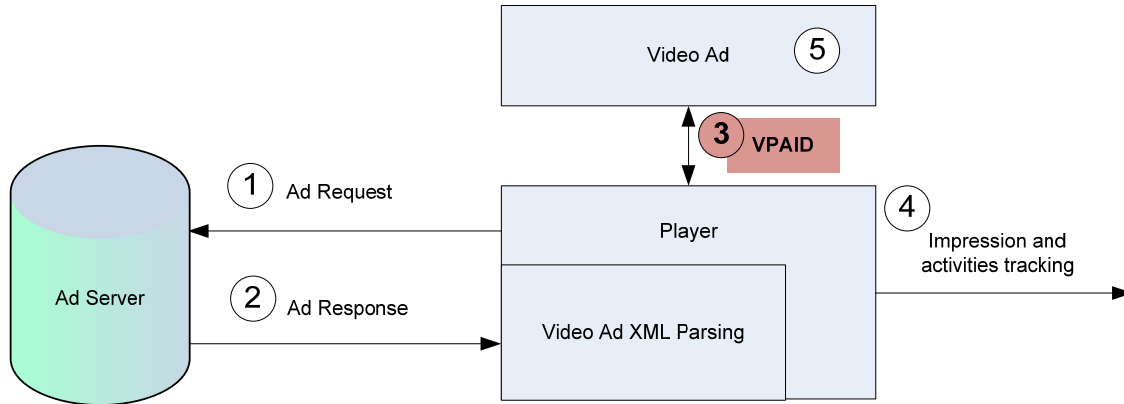 Video Ad
5
3
VPAID
1
Ad Request
4
Player
Impression and
activities tracking
Ad Server
2
Ad Response
Video Ad XML Parsing